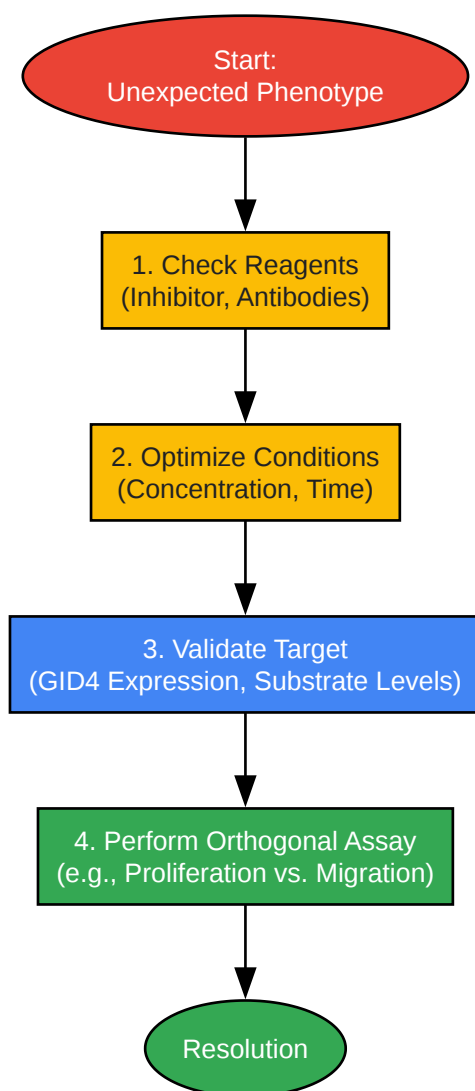 Start:
Unexpected Phenotype
1. Check Reagents
(Inhibitor, Antibodies)
2. Optimize Conditions
(Concentration, Time)
3. Validate Target
(GID4 Expression, Substrate Levels)
4. Perform Orthogonal Assay
(e.g., Proliferation vs. Migration)
Resolution